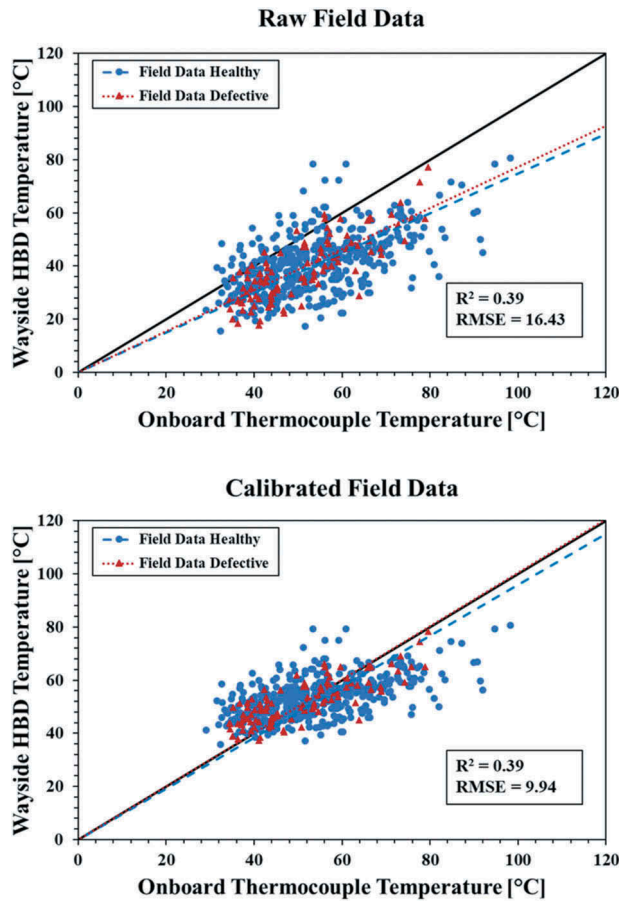 Raw Field Data
Wayside HBD Temperature [°C]
120
100
80
60
40
20
0
Field Data Healthy
Field Data Defective
R² = 0.39
RMSE = 16.43
0 20 40 60 80 100 120
Onboard Thermocouple Temperature [°C]
Calibrated Field Data
Wayside HBD Temperature [°C]
120
100
80
60
40
20
0
Field Data Healthy
Field Data Defective
R² = 0.39
RMSE = 9.94
0 20 40 60 80 100 120
Onboard Thermocouple Temperature [°C]